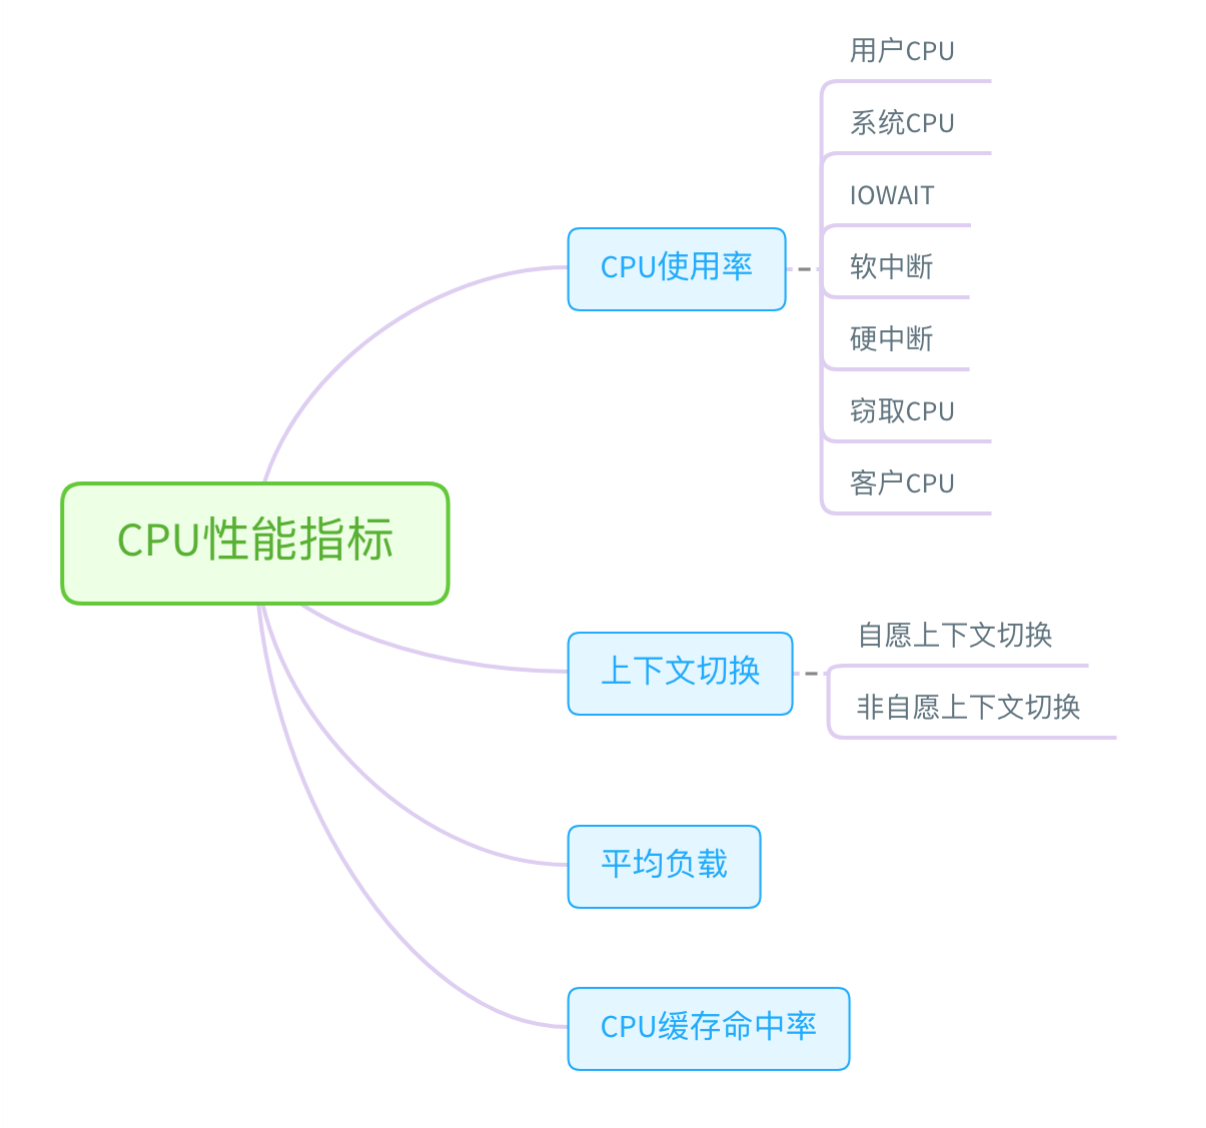 CPU性能指标
CPU使用率
用户CPU
系统CPU
IOWAIT
软中断
硬中断
窃取CPU
客户CPU
上下文切换
自愿上下文切换
非自愿上下文切换
平均负载
CPU缓存命中率